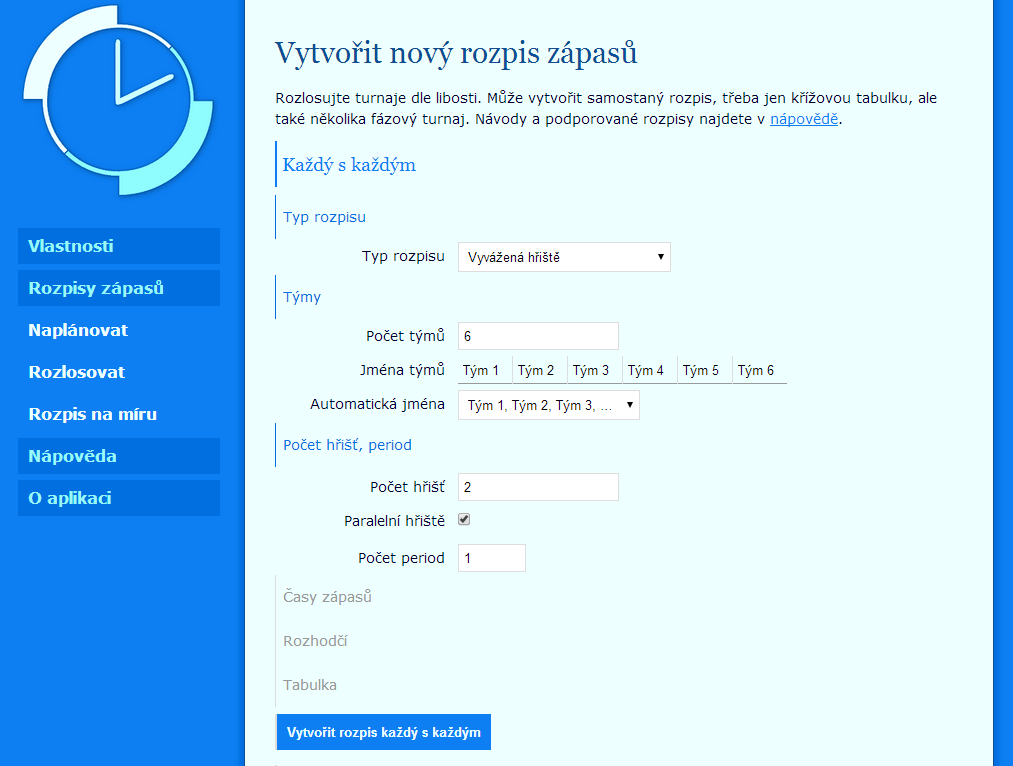 Vytvořit nový rozpis zápasů
Rozlosujte turnaje dle libosti. Může vytvořit samostaný rozpis, třeba jen křížovou tabulku, ale
také několika fázový turnaj. Návody a podporované rozpisy najdete v nápovědě.
Každý s každým
Vlastnosti
Rozpisy zápasů
Naplánovat
Rozlosovat
Rozpis na míru
Nápověda
O aplikaci
Typ rozpisu
Typ rozpisu Vyvážená hřiště
Týmy
Počet týmů 6
Jména týmů Tým 1 Tým 2 Tým 3 Tým 4 Tým 5 Tým 6
Automatická jména Tým 1, Tým 2, Tým 3, ...
Počet hřišť, period
Počet hřišť 2
Paralelní hřiště
Počet period 1
Časy zápasů
Rozhodčí
Tabulka
Vytvořit rozpis každý s každým